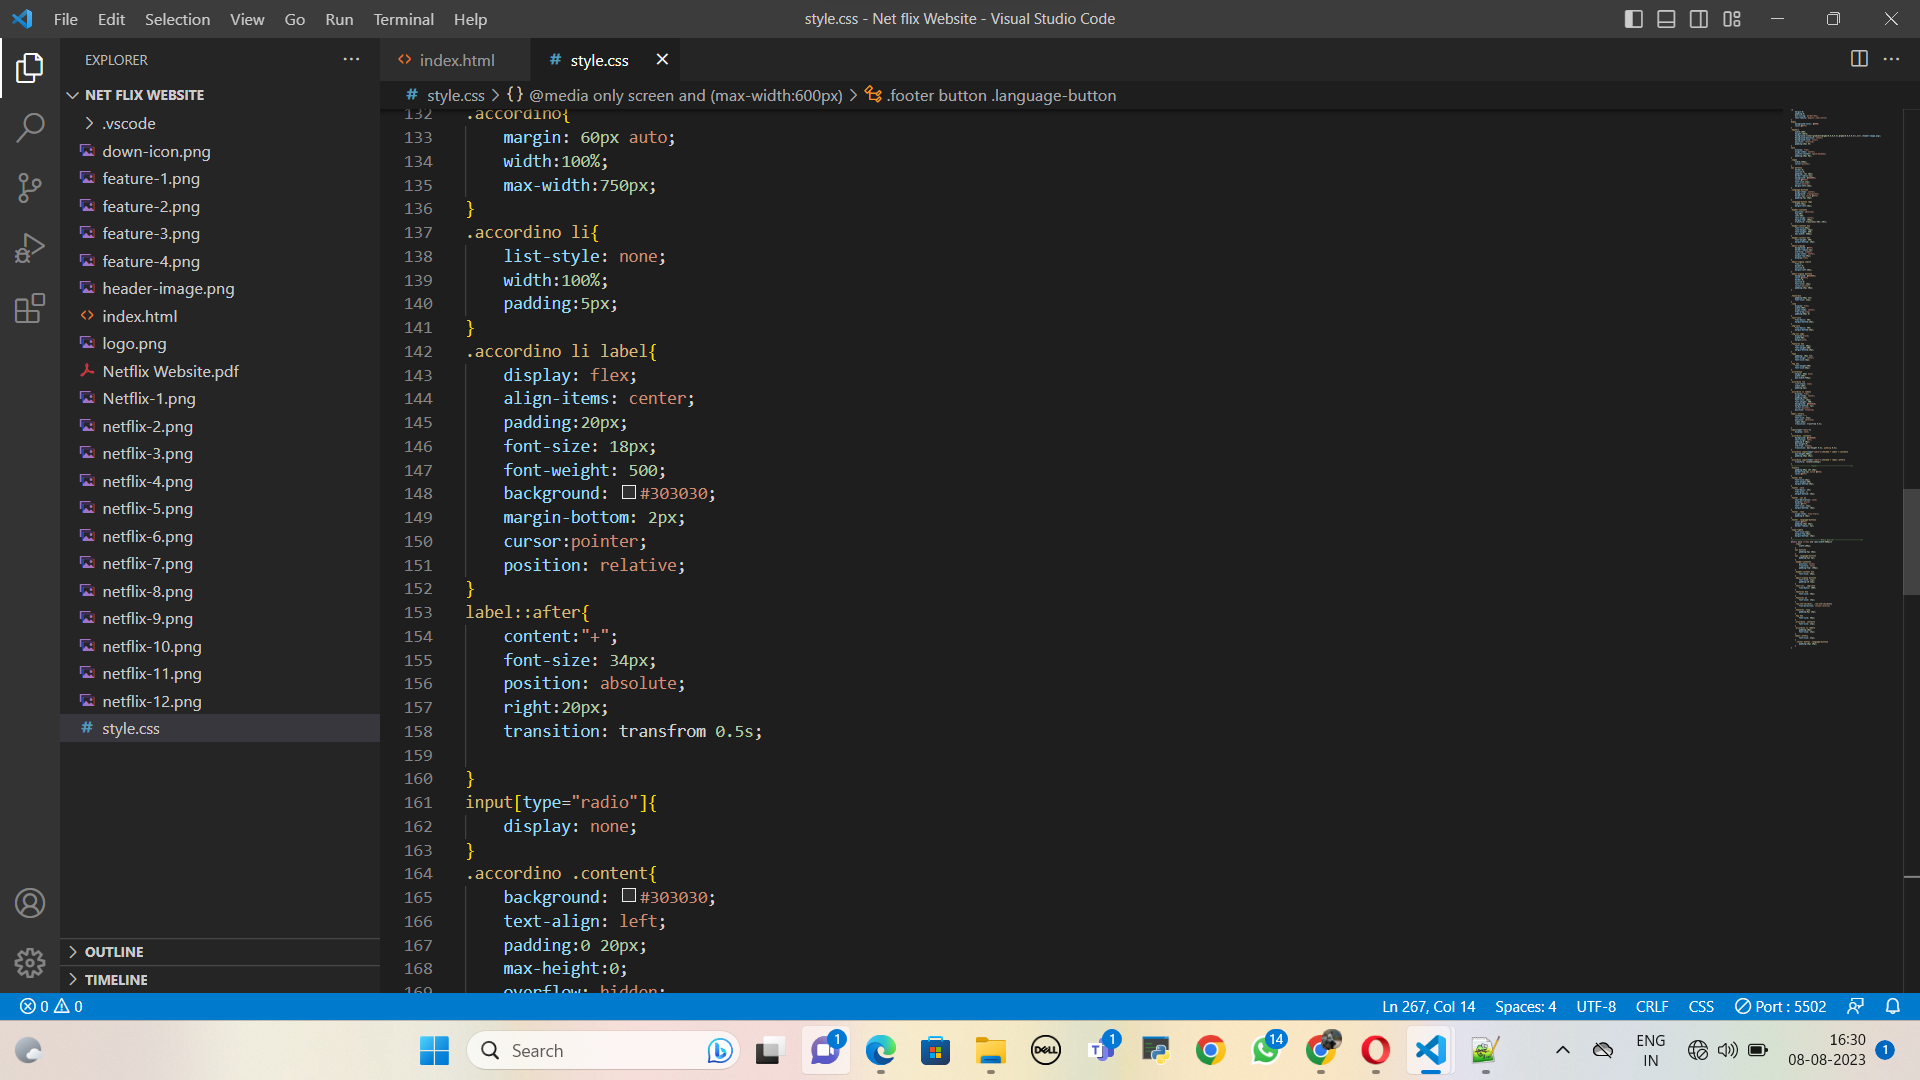 File Edit Selection View Go Run Terminal Help
style.css - Net flix Website - Visual Studio Code
EXPLORER
index.html
# style.css
NET FLIX WEBSITE
# style.css > {} @media only screen and (max-width:600px) > .footer button .language-button
.vscode
down-icon.png
feature-1.png
feature-2.png
feature-3.png
feature-4.png
header-image.png
index.html
logo.png
Netflix Website.pdf
Netflix-1.png
netflix-2.png
netflix-3.png
netflix-4.png
netflix-5.png
netflix-6.png
netflix-7.png
netflix-8.png
netflix-9.png
netflix-10.png
netflix-11.png
netflix-12.png
# style.css
OUTLINE
TIMELINE
132 .accordino{
133 margin: 60px auto;
134 width:100%;
135 max-width:750px;
136 }
137 .accordino li{
138 list-style: none;
139 width:100%;
140 padding:5px;
141 }
142 .accordino li label{
143 display: flex;
144 align-items: center;
145 padding:20px;
146 font-size: 18px;
147 font-weight: 500;
148 background: #303030;
149 margin-bottom: 2px;
150 cursor:pointer;
151 position: relative;
152 }
153 label::after{
154 content:"+";
155 font-size: 34px;
156 position: absolute;
157 right:20px;
158 transition: transfrom 0.5s;
159
160 }
161 input[type="radio"]{
162 display: none;
163 }
164 .accordino .content{
165 background: #303030;
166 text-align: left;
167 padding:0 20px;
168 max-height:0;
169 overflow: hidden;
0 0
Ln 267, Col 14 Spaces: 4 UTF-8 CRLF CSS Port : 5502
Search
1
DELL
1
14
ENG
IN
16:30
08-08-2023
1